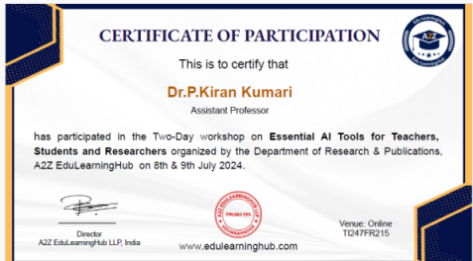 A2Z EduLearningHub
CERTIFICATE OF PARTICIPATION
This is to certify that
Dr.P.Kiran Kumari
Assistant Professor
has participated in the Two-Day workshop on Essential AI Tools for Teachers,
Students and Researchers organized by the Department of Research & Publications,
A2Z EduLearningHub on 8th & 9th July 2024.
Director
A2Z EduLearningHub LLP, India
www.edulearninghub.com
Venue: Online
TI247FR215